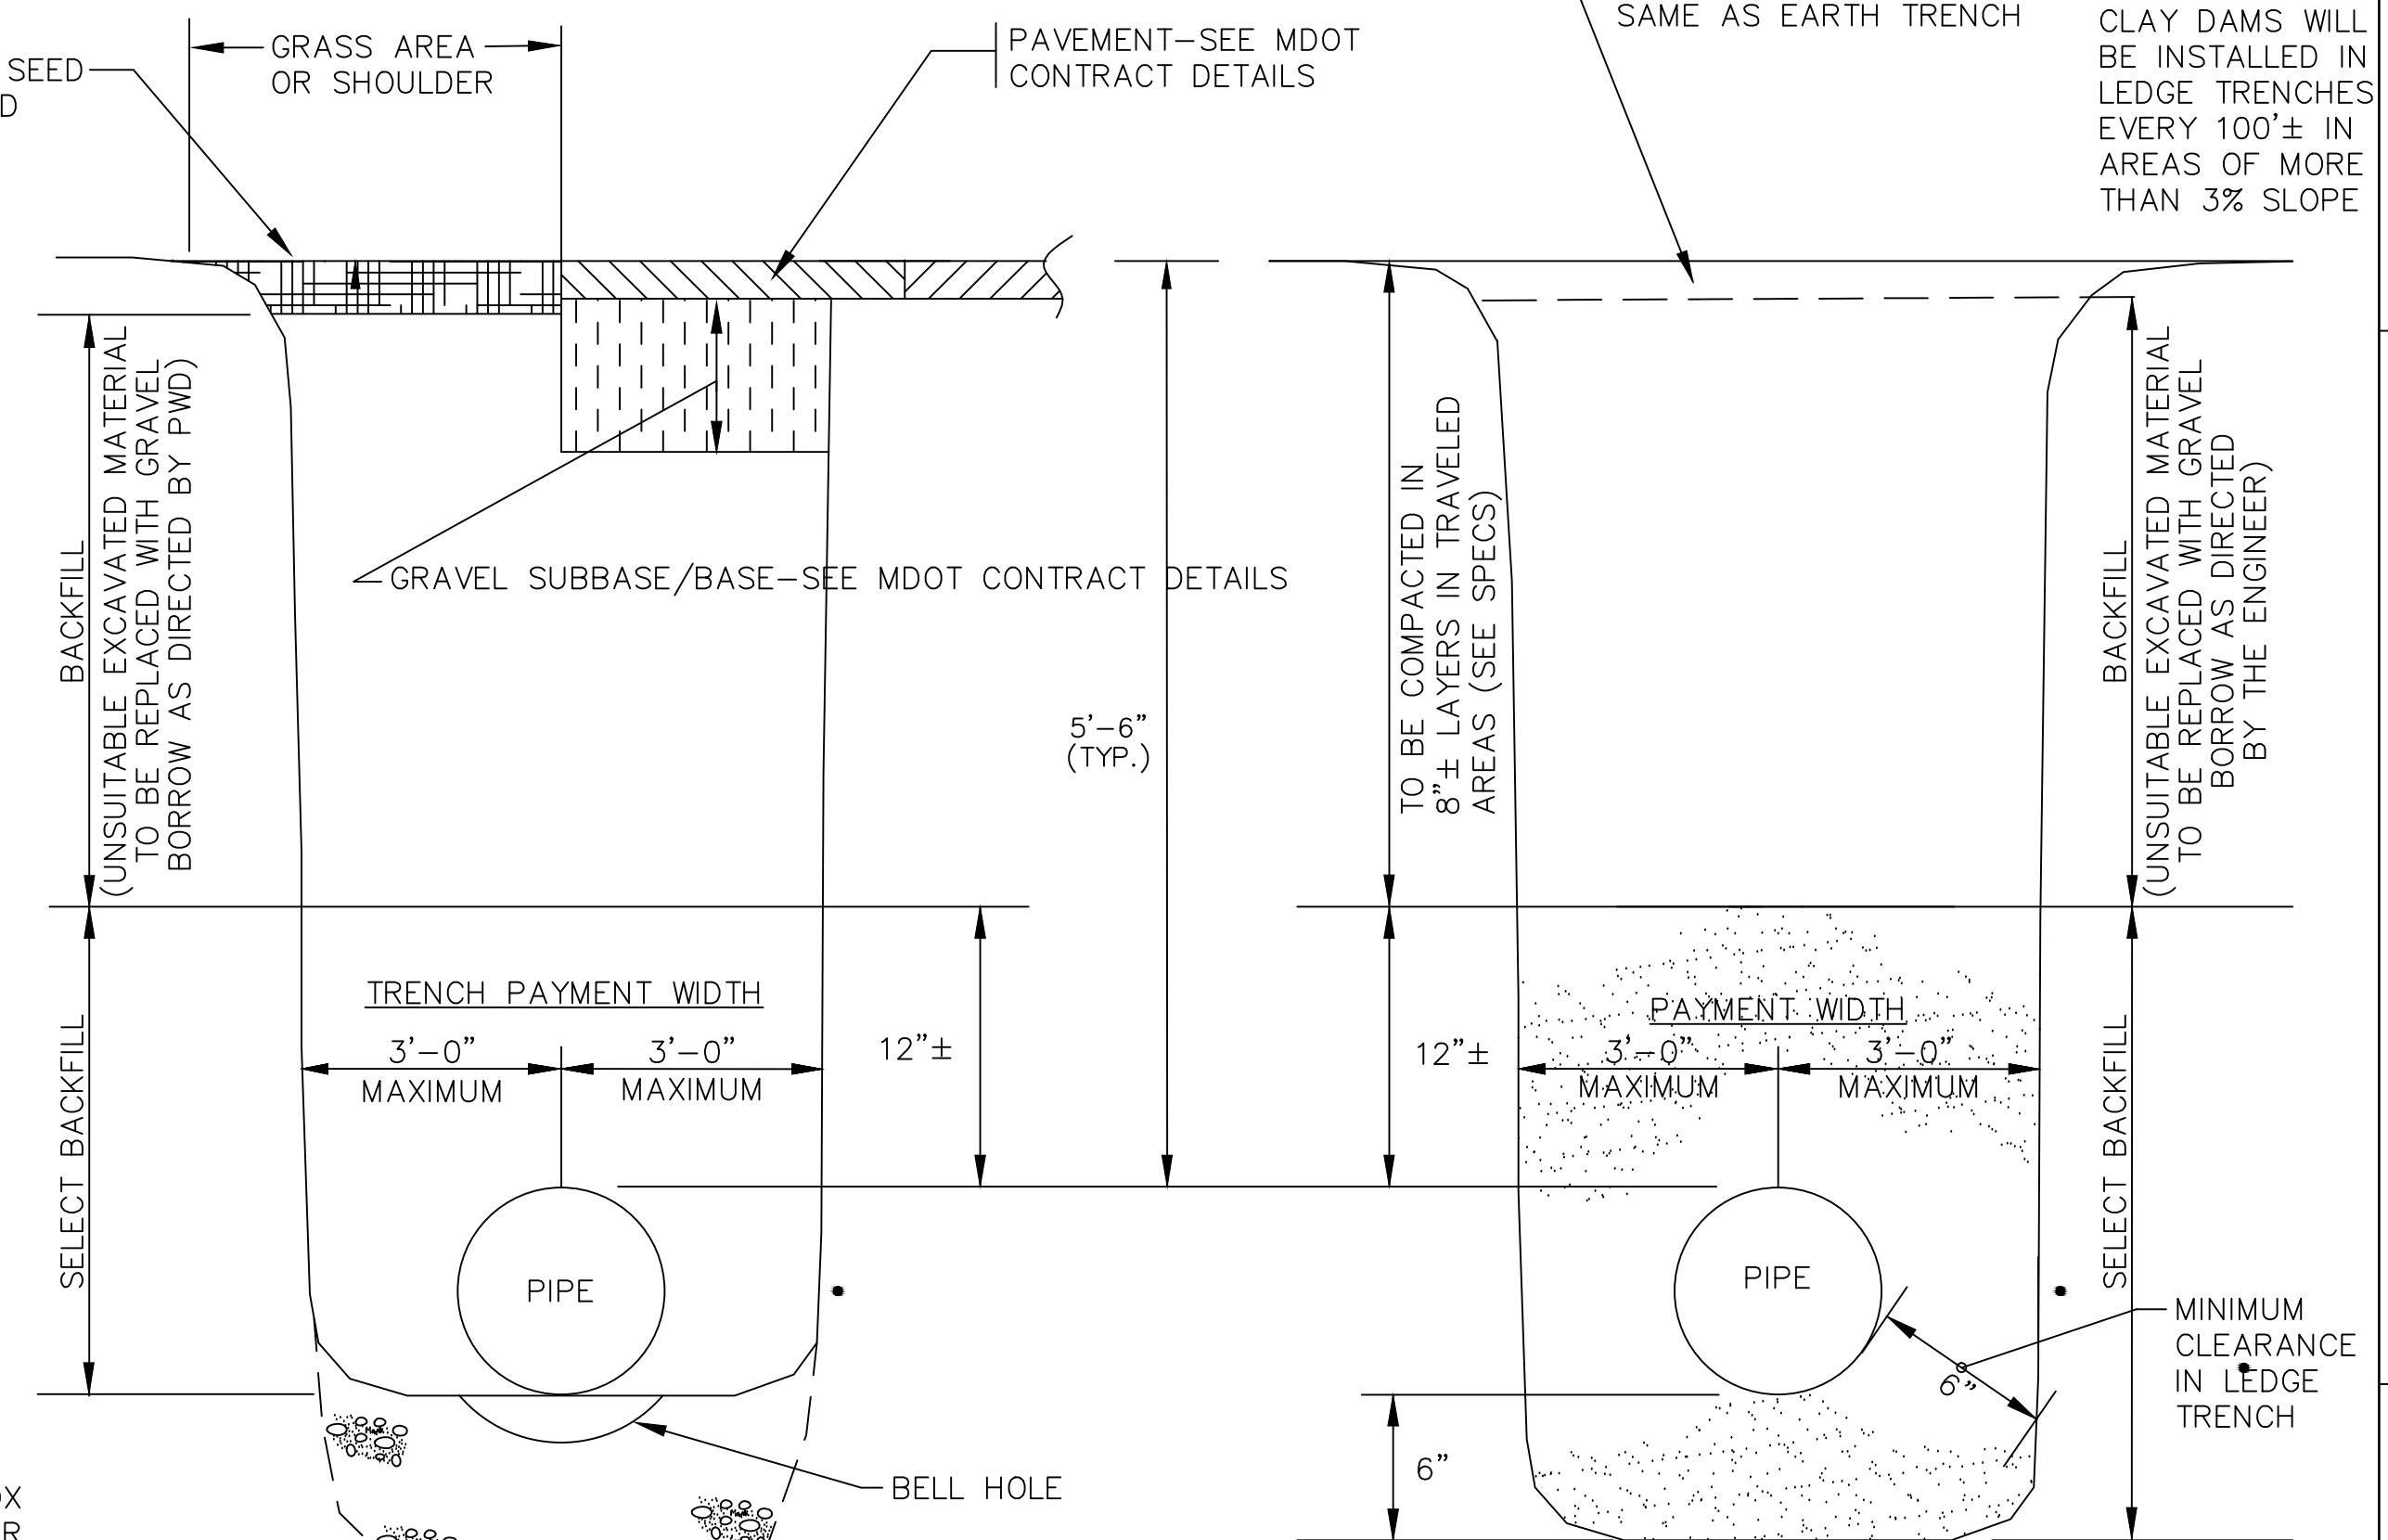 SEED
D
GRASS AREA
OR SHOULDER
PAVEMENT-SEE MDOT
CONTRACT DETAILS
SAME AS EARTH TRENCH
CLAY DAMS WILL
BE INSTALLED IN
LEDGE TRENCHES
EVERY 100'± IN
AREAS OF MORE
THAN 3% SLOPE
BACKFILL
(UNSUITABLE EXCAVATED MATERIAL
TO BE REPLACED WITH GRAVEL
BORROW AS DIRECTED BY PWD)
GRAVEL SUBBASE/BASE-SEE MDOT CONTRACT DETAILS
5'-6"
(TYP.)
TO BE COMPACTED IN
8"± LAYERS IN TRAVELED
AREAS (SEE SPECS)
BACKFILL
(UNSUITABLE EXCAVATED MATERIAL
TO BE REPLACED WITH GRAVEL
BORROW AS DIRECTED
BY THE ENGINEER)
SELECT BACKFILL
TRENCH PAYMENT WIDTH
3'-0"
MAXIMUM
3'-0"
MAXIMUM
12"±
12"±
PAYMENT WIDTH
3'-0"
MAXIMUM
3'-0"
MAXIMUM
SELECT BACKFILL
PIPE
PIPE
MINIMUM
CLEARANCE
IN LEDGE
TRENCH
6"
6"
BELL HOLE
OX
R